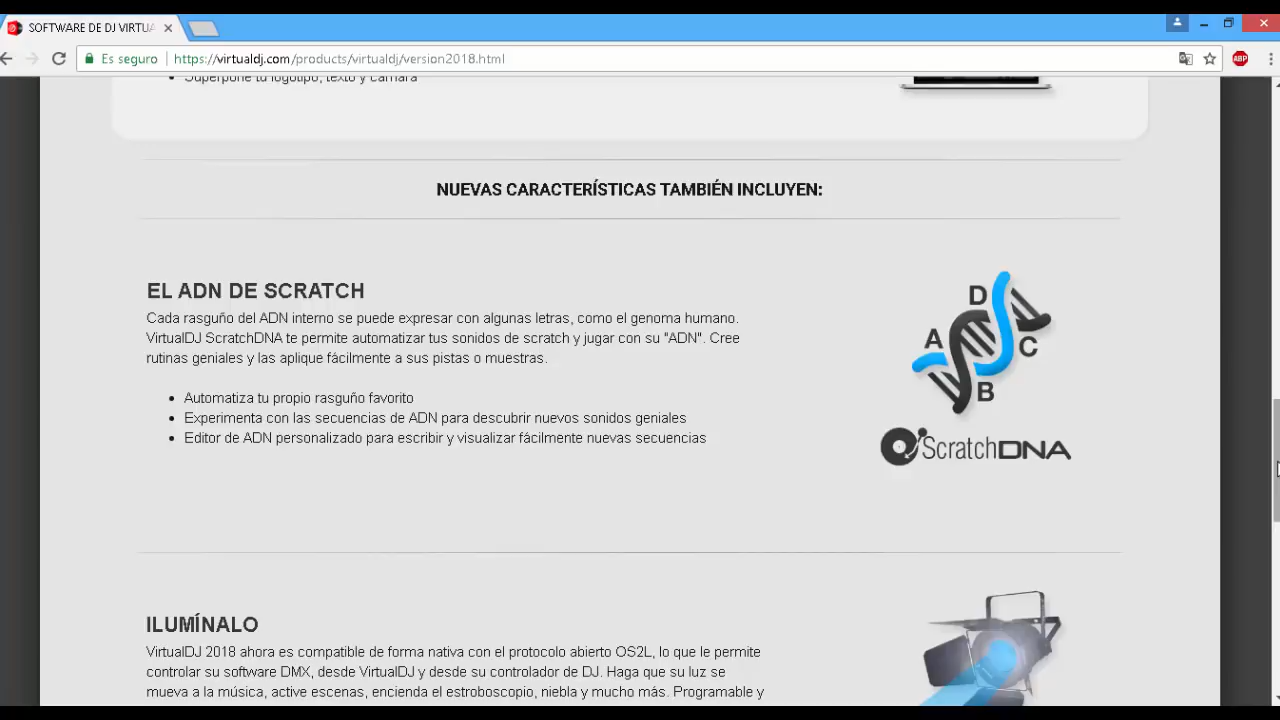 SOFTWARE DE DJ VIRTUA
Es seguro https://virtualdj.com/products/virtualdj/version2018.html
ABP
Superpone tu logotipo, texto y cámara
NUEVAS CARACTERÍSTICAS TAMBIÉN INCLUYEN:
EL ADN DE SCRATCH
Cada rasguño del ADN interno se puede expresar con algunas letras, como el genoma humano.
VirtualDJ ScratchDNA te permite automatizar tus sonidos de scratch y jugar con su "ADN". Cree
rutinas geniales y las aplique fácilmente a sus pistas o muestras.
Automatiza tu propio rasguño favorito
Experimenta con las secuencias de ADN para descubrir nuevos sonidos geniales
Editor de ADN personalizado para escribir y visualizar fácilmente nuevas secuencias
D
A
C
B
ScratchDNA
ILUMÍNALO
VirtualDJ 2018 ahora es compatible de forma nativa con el protocolo abierto OS2L, lo que le permite
controlar su software DMX, desde VirtualDJ y desde su controlador de DJ. Haga que su luz se
mueva a la música, active escenas, encienda el estroboscopio, niebla y mucho más. Programable y